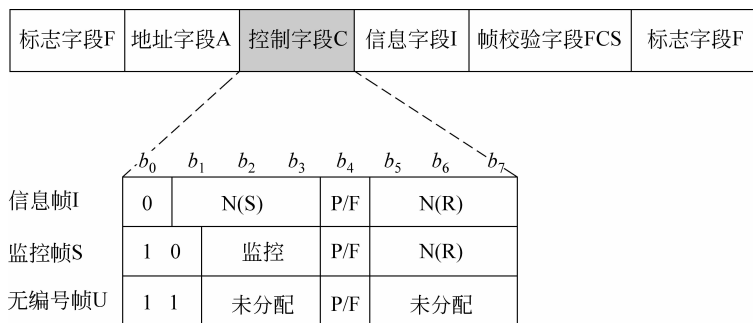 标志字段F 地址字段A 控制字段C 信息字段I 帧校验字段FCS 标志字段F
b0 b1 b2 b3 b4 b5 b6 b7
信息帧I 0 N(S) P/F N(R)
监控帧S 1 0 监控 P/F N(R)
无编号帧U 1 1 未分配 P/F 未分配